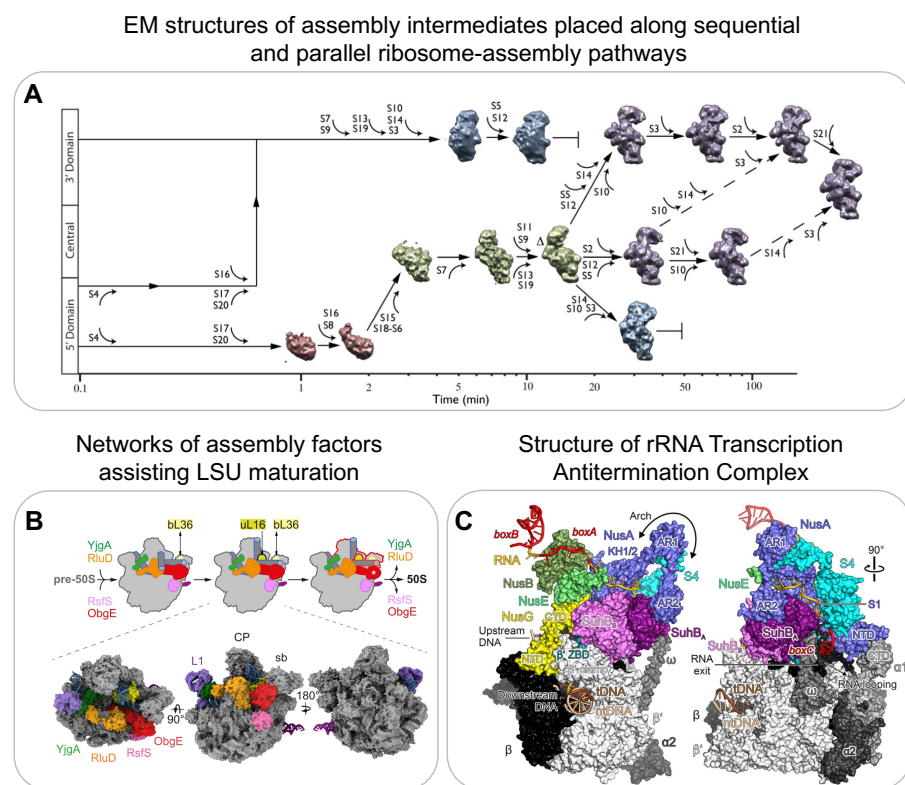 EM structures of assembly intermediates placed along sequential
and parallel ribosome-assembly pathways
A
3' Domain
Central
5' Domain
S7
S9
S13
S19
S10
S14
S3
S5
S12
S4
S16
S17
S20
S4
S17
S20
S16
S8
S15
S18-S6
S7
S11
S9
S13
S19
Δ
S5
S12
S14
S10
S3
S2
S21
S3
S10
S14
S2
S12
S5
S21
S10
S14
S3
S14
S10 S3
0.1
1
2
5
10
20
50
100
Time (min)
Networks of assembly factors
assisting LSU maturation
B
bL36
uL16
bL36
YjgA
RluD
pre-50S
RsfS
ObgE
YjgA
RluD
50S
RsfS
ObgE
L1
CP
sb
90°
180°
YjgA
RluD
RsfS
ObgE
Structure of rRNA Transcription
Antitermination Complex
C
boxB
boxA
RNA
NusB
NusE
NusG
CTD
NTD
Upstream
DNA
Downstream
DNA
β
NusA
KH1/2
Arch
AR1
S4
AR2
SuhB
SuhBA
β' ZBD
ω
tDNA
ntDNA
β'
α2
NusA
AR1
90°
NusE
S4
S1
AR2
SuhBA
SuhB
boxC
NTD
CTD
α1
RNA
exit
RNA looping
ω
tDNA
ntDNA
β
β'
α2